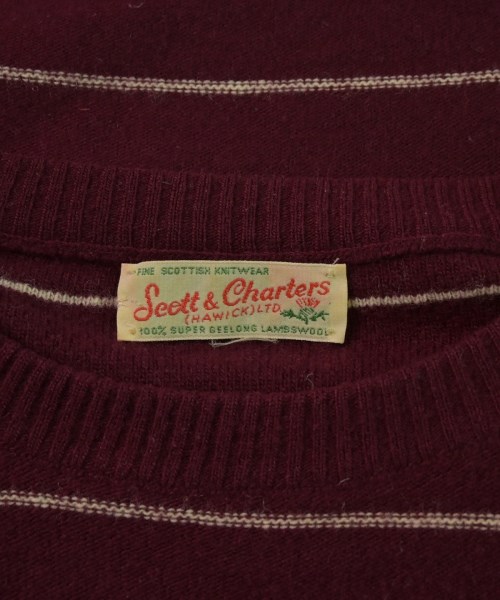 FINE SCOTTISH KNITWEAR
Scott & Charters
(HAWICK) LTD
100% SUPER GEELONG LAMBSWOOL